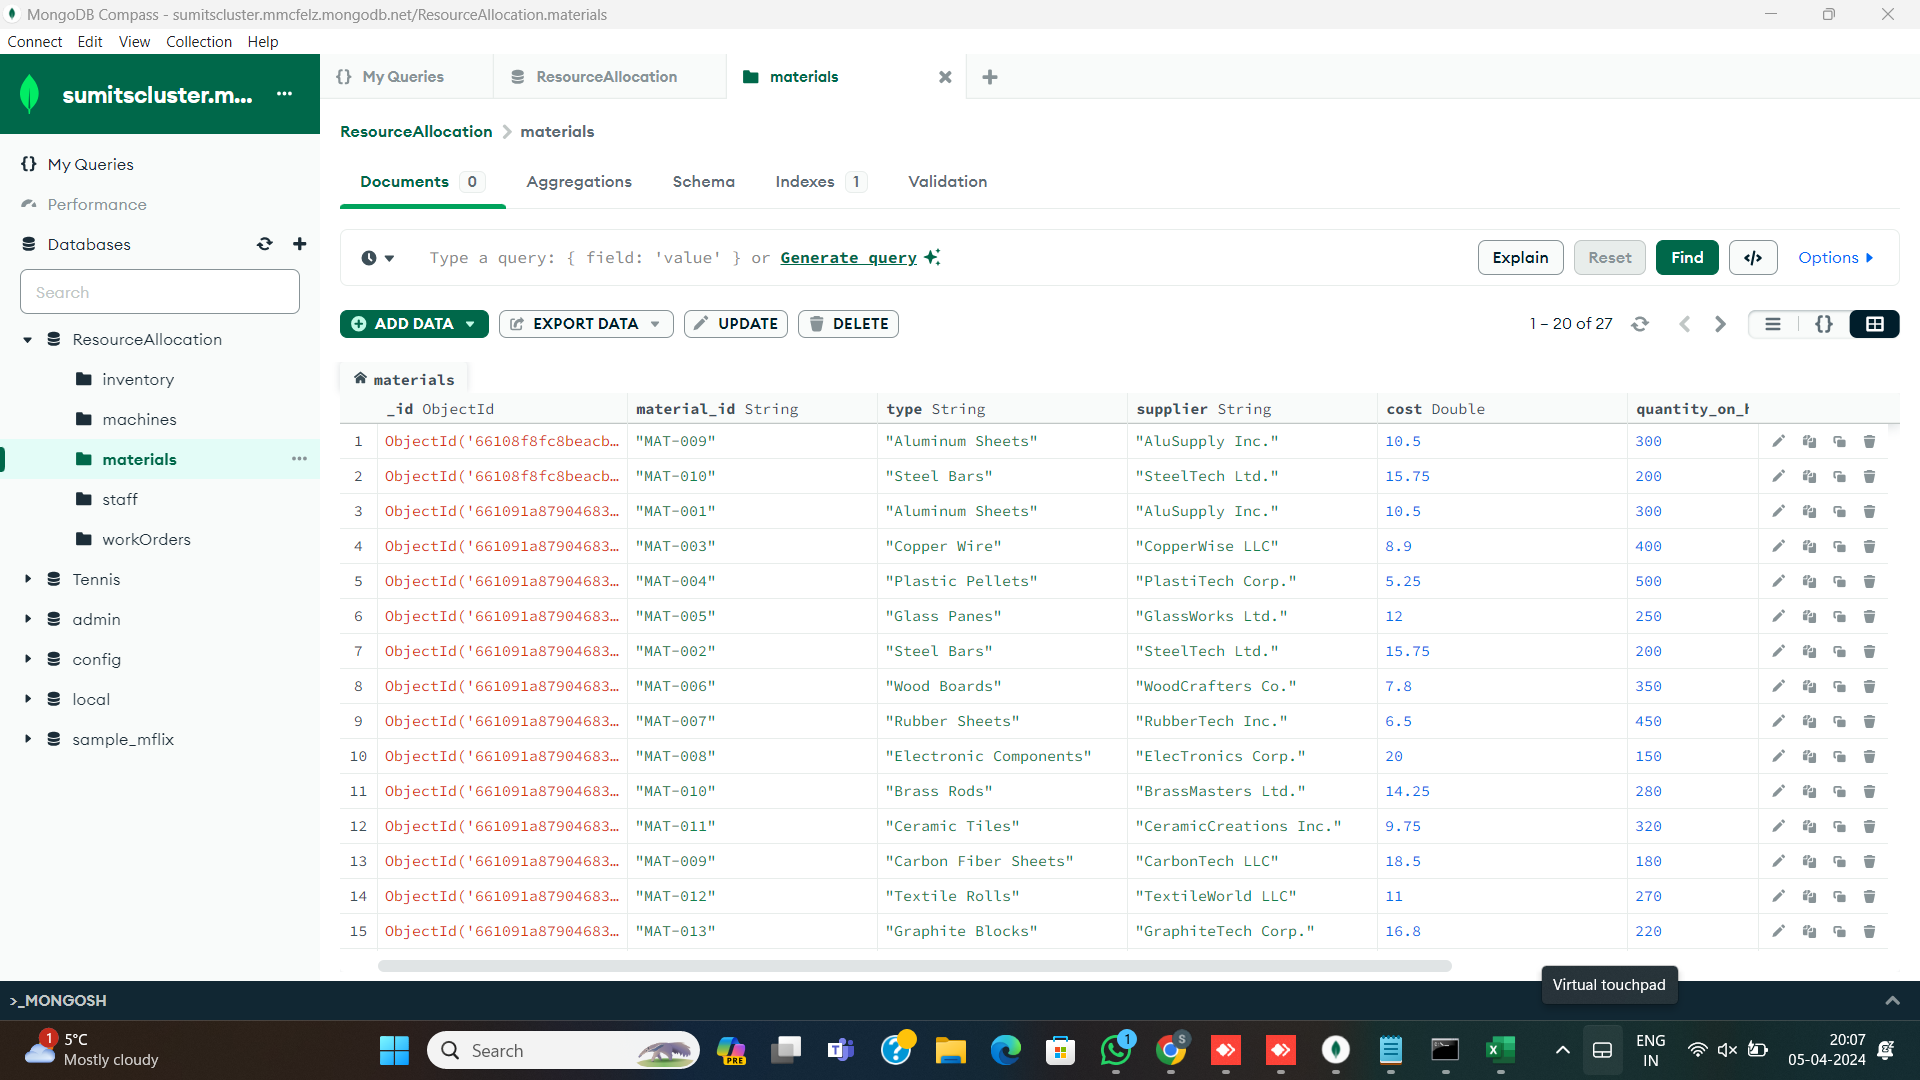 MongoDB Compass - sumitscluster.mmcfelz.mongodb.net/ResourceAllocation.materials
Connect Edit View Collection Help
sumitscluster.m... ...
My Queries
Performance
Databases
Search
ResourceAllocation
inventory
machines
materials ...
staff
workOrders
Tennis
admin
config
local
sample_mflix
{} My Queries
ResourceAllocation
materials
ResourceAllocation > materials
Documents 0 Aggregations Schema Indexes 1 Validation
Type a query: { field: 'value' } or Generate query
Explain Reset Find </> Options
ADD DATA EXPORT DATA UPDATE DELETE
1 – 20 of 27
{}
materials
_id ObjectId material_id String type String supplier String cost Double quantity_on_h
1 ObjectId('66108f8fc8beacb… "MAT-009" "Aluminum Sheets" "AluSupply Inc." 10.5 300
2 ObjectId('66108f8fc8beacb… "MAT-010" "Steel Bars" "SteelTech Ltd." 15.75 200
3 ObjectId('661091a87904683… "MAT-001" "Aluminum Sheets" "AluSupply Inc." 10.5 300
4 ObjectId('661091a87904683… "MAT-003" "Copper Wire" "CopperWise LLC" 8.9 400
5 ObjectId('661091a87904683… "MAT-004" "Plastic Pellets" "PlastiTech Corp." 5.25 500
6 ObjectId('661091a87904683… "MAT-005" "Glass Panes" "GlassWorks Ltd." 12 250
7 ObjectId('661091a87904683… "MAT-002" "Steel Bars" "SteelTech Ltd." 15.75 200
8 ObjectId('661091a87904683… "MAT-006" "Wood Boards" "WoodCrafters Co." 7.8 350
9 ObjectId('661091a87904683… "MAT-007" "Rubber Sheets" "RubberTech Inc." 6.5 450
10 ObjectId('661091a87904683… "MAT-008" "Electronic Components" "ElecTronics Corp." 20 150
11 ObjectId('661091a87904683… "MAT-010" "Brass Rods" "BrassMasters Ltd." 14.25 280
12 ObjectId('661091a87904683… "MAT-011" "Ceramic Tiles" "CeramicCreations Inc." 9.75 320
13 ObjectId('661091a87904683… "MAT-009" "Carbon Fiber Sheets" "CarbonTech LLC" 18.5 180
14 ObjectId('661091a87904683… "MAT-012" "Textile Rolls" "TextileWorld LLC" 11 270
15 ObjectId('661091a87904683… "MAT-013" "Graphite Blocks" "GraphiteTech Corp." 16.8 220
Virtual touchpad
>_MONGOSH
1
5°C
Mostly cloudy
Search
PRE
1
S
ENG
IN
20:07
05-04-2024